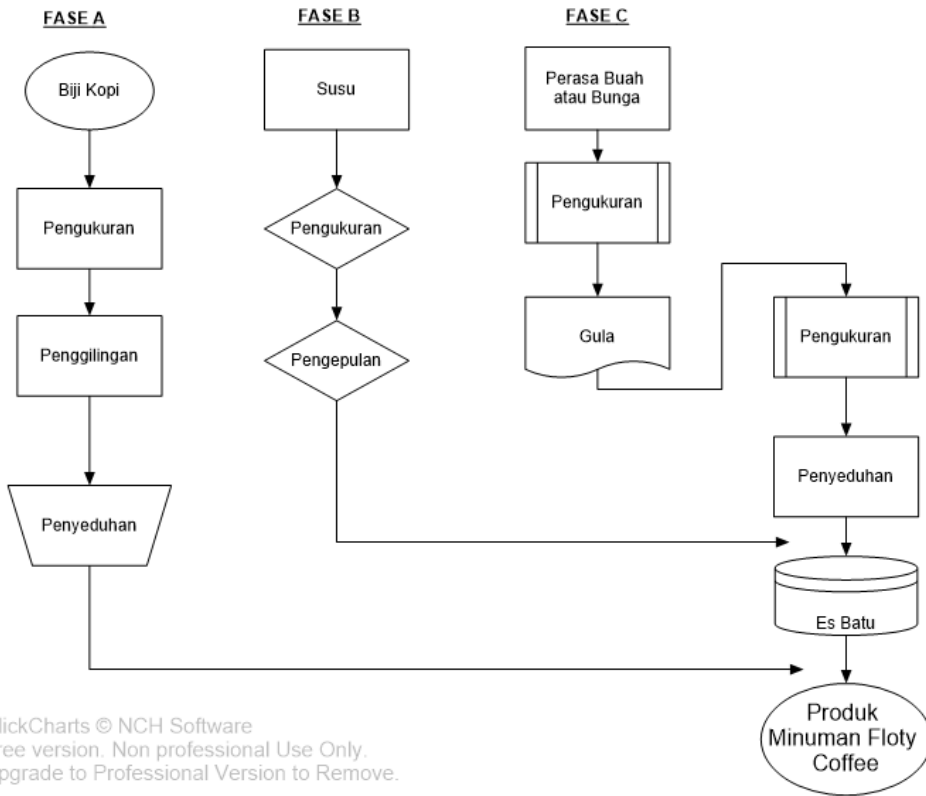 FASE A
FASE B
FASE C
Biji Kopi
Pengukuran
Penggilingan
Penyeduhan
Susu
Pengukuran
Pengepulan
Perasa Buah
atau Bunga
Pengukuran
Gula
Pengukuran
Penyeduhan
Es Batu
Produk
Minuman Floty
Coffee
lickCharts © NCH Software
ree version. Non professional Use Only.
pgrade to Professional Version to Remove.